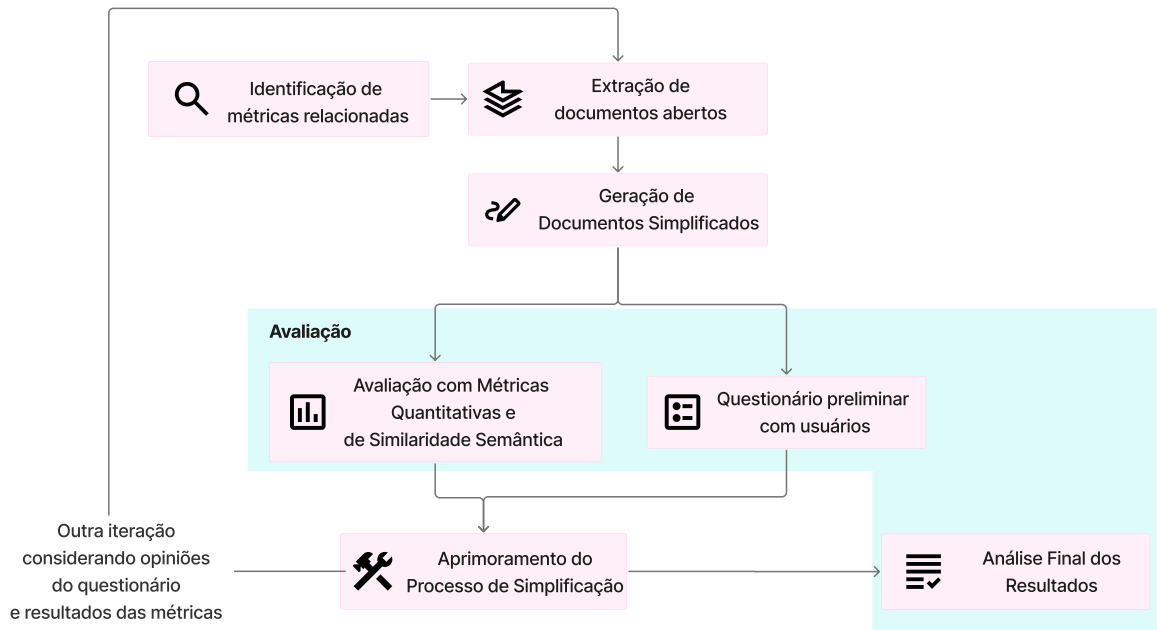 Identificação de
métricas relacionadas
Extração de
documentos abertos
Geração de
Documentos Simplificados
Avaliação
Avaliação com Métricas
Quantitativas e
de Similaridade Semântica
Questionário preliminar
com usuários
Outra iteração
considerando opiniões
do questionário
e resultados das métricas
Aprimoramento do
Processo de Simplificação
Análise Final dos
Resultados